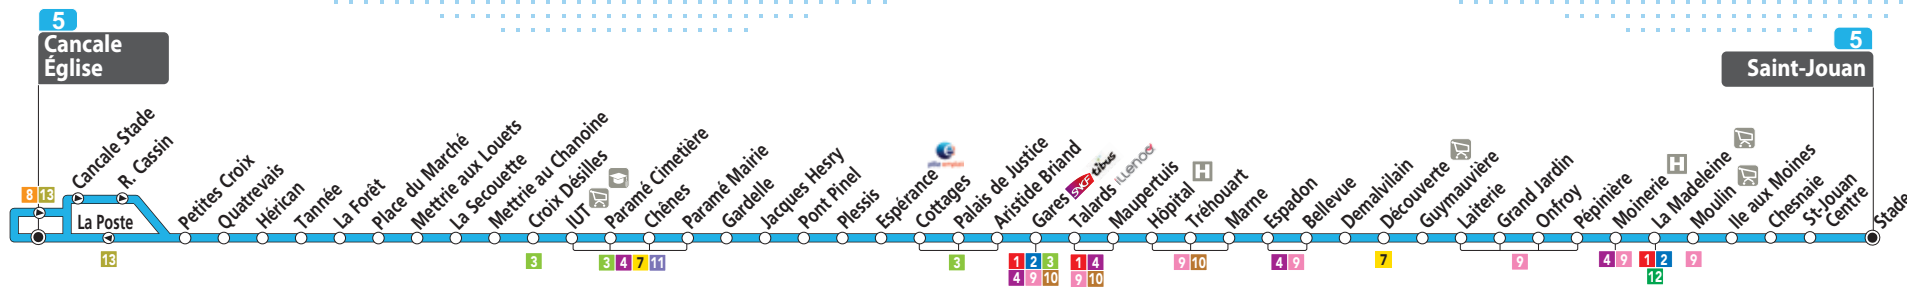 5
Cancale
Église
5
Saint-Jouan
8 13
La Poste
13
Cancale Stade
R. Cassin
Petites Croix
Quatrevais
Hérican
Tannée
La Forêt
Place du Marché
Mettrie aux Louets
La Secouette
Mettrie au Chanoine
Croix Désilles
IUT
Paramé Cimetière
Chênes
Paramé Mairie
Gardelle
Jacques Hesry
Pont Pinel
Plessis
Espérance
pôle emploi
Cottages
Palais de Justice
Aristide Briand
Gares
SNCF
tibus
illenoo
Talards
Maupertuis
Hôpital
H
Tréhouart
Marne
Espadon
Bellevue
Demalvilain
Découverte
Guymauvière
Laiterie
Grand Jardin
Onfroy
Pépinière
Moinerie
H
La Madeleine
Moulin
Ile aux Moines
Chesnaie
St-Jouan
Centre
Stade
3
3 4 7 11
3
1 2 3
4 9 10
1 4
9 10
9 10
4 9
7
9
4 9
1 2
12
9